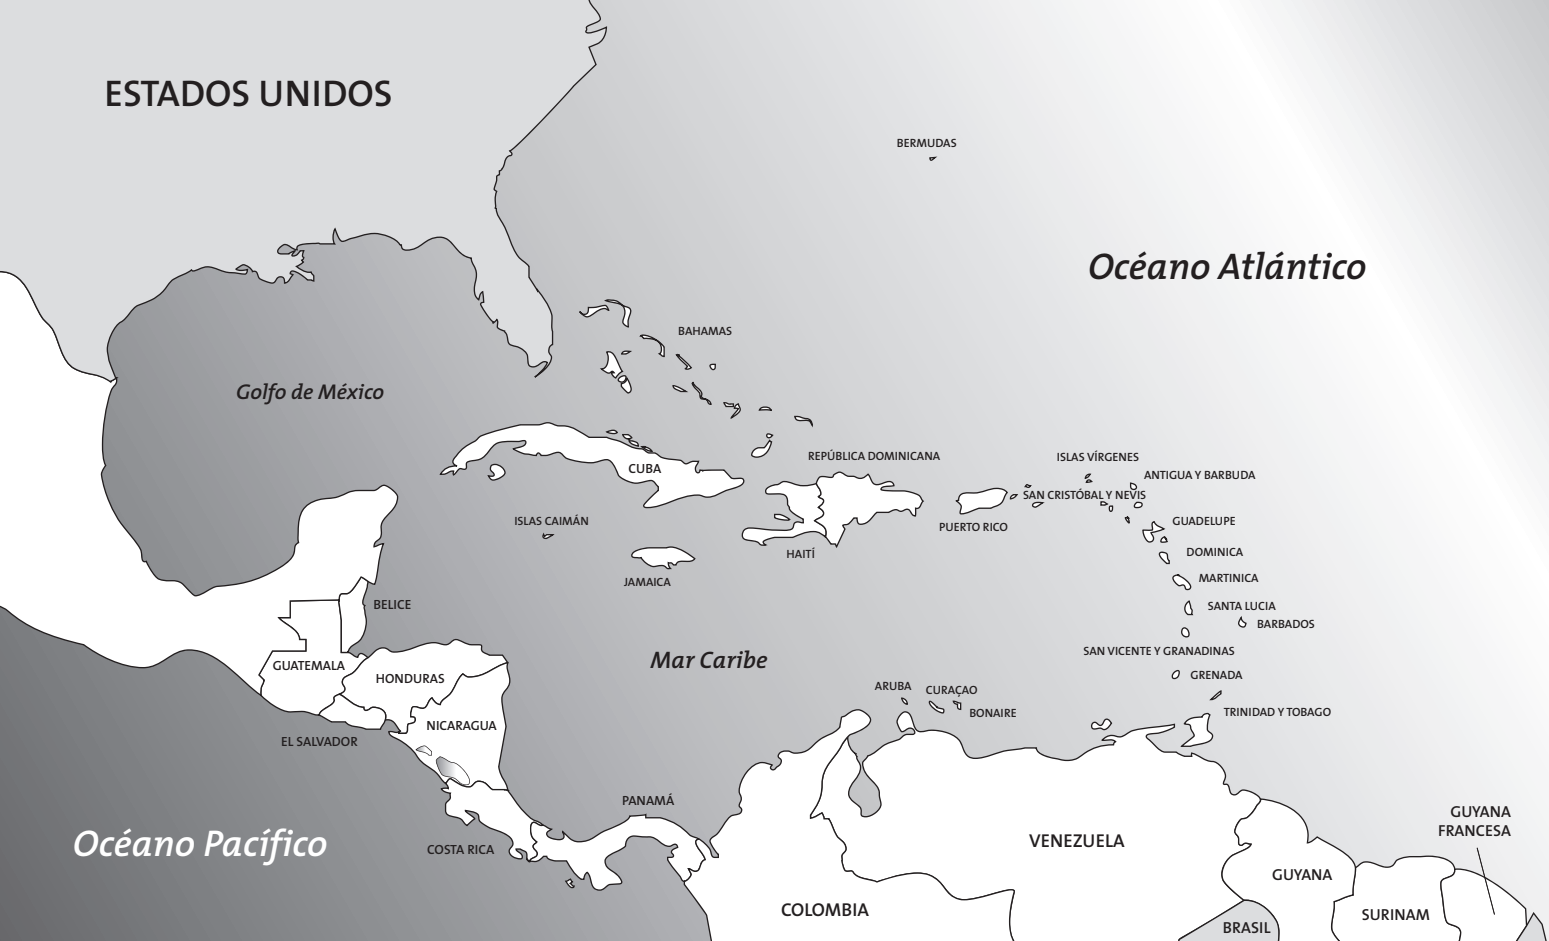 ESTADOS UNIDOS
BERMUDAS
Océano Atlántico
BAHAMAS
Golfo de México
CUBA
REPÚBLICA DOMINICANA
ISLAS VÍRGENES
ANTIGUA Y BARBUDA
SAN CRISTÓBAL Y NEVIS
ISLAS CAIMÁN
PUERTO RICO
GUADELUPE
HAITÍ
DOMINICA
JAMAICA
MARTINICA
BELICE
SANTA LUCIA
BARBADOS
SAN VICENTE Y GRANADINAS
Mar Caribe
GUATEMALA
HONDURAS
GRENADA
ARUBA
CURAÇAO
BONAIRE
TRINIDAD Y TOBAGO
NICARAGUA
EL SALVADOR
PANAMÁ
GUYANA
FRANCESA
Océano Pacífico
COSTA RICA
VENEZUELA
GUYANA
COLOMBIA
SURINAM
BRASIL